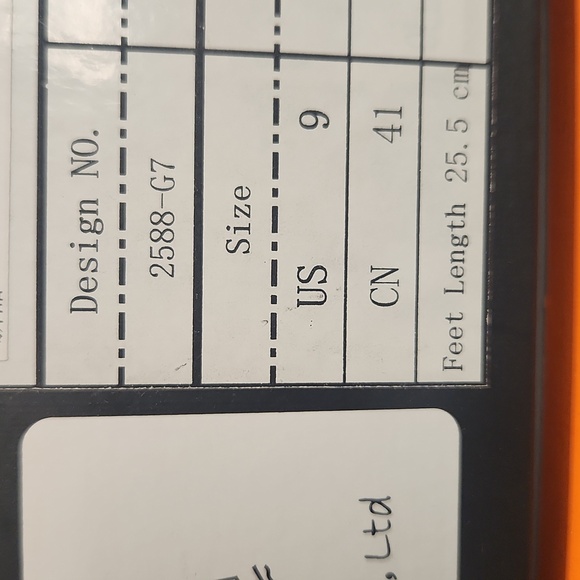 Design NO.
2588-G7
Size
US 9
CN 41
Feet Length 25.5 cm
, Ltd